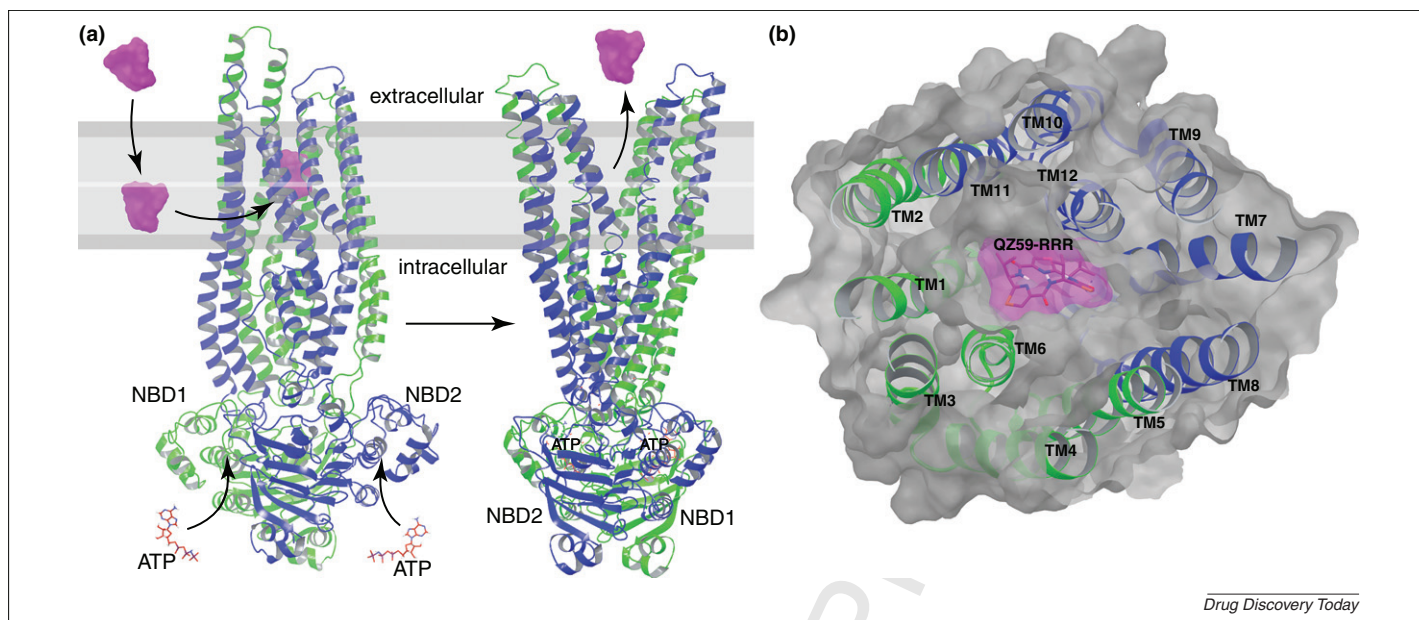 (a)
extracellular
intracellular
NBD1
NBD2
ATP
ATP
ATP
ATP
NBD2
NBD1
(b)
TM10
TM9
TM11
TM12
TM2
TM7
QZ59-RRR
TM1
TM6
TM3
TM8
TM5
TM4
Drug Discovery Today